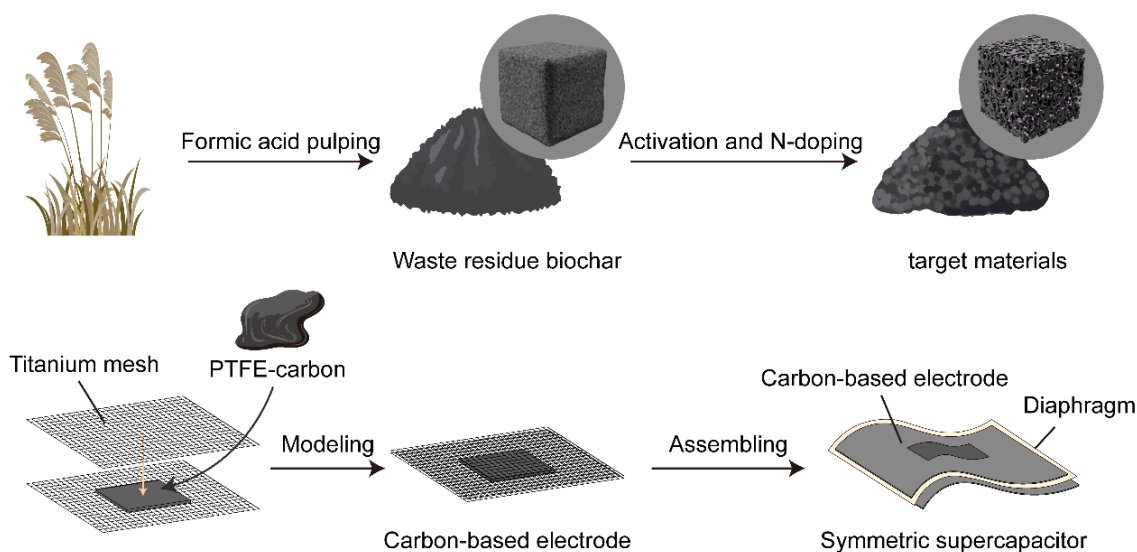 Formic acid pulping
Activation and N-doping
Waste residue biochar
target materials
Titanium mesh
PTFE-carbon
Modeling
Carbon-based electrode
Assembling
Carbon-based electrode
Diaphragm
Symmetric supercapacitor